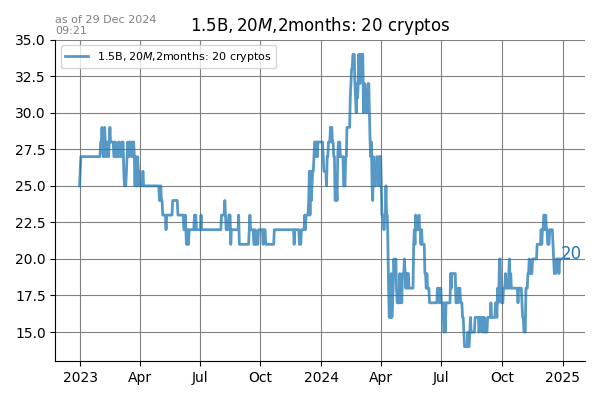 as of 29 Dec 2024
09:21
1.5B, 20M,2months: 20 cryptos
1.5B, 20M,2months: 20 cryptos
35.0
32.5
30.0
27.5
25.0
22.5
20.0
17.5
15.0
20
2023
Apr
Jul
Oct
2024
Apr
Jul
Oct
2025